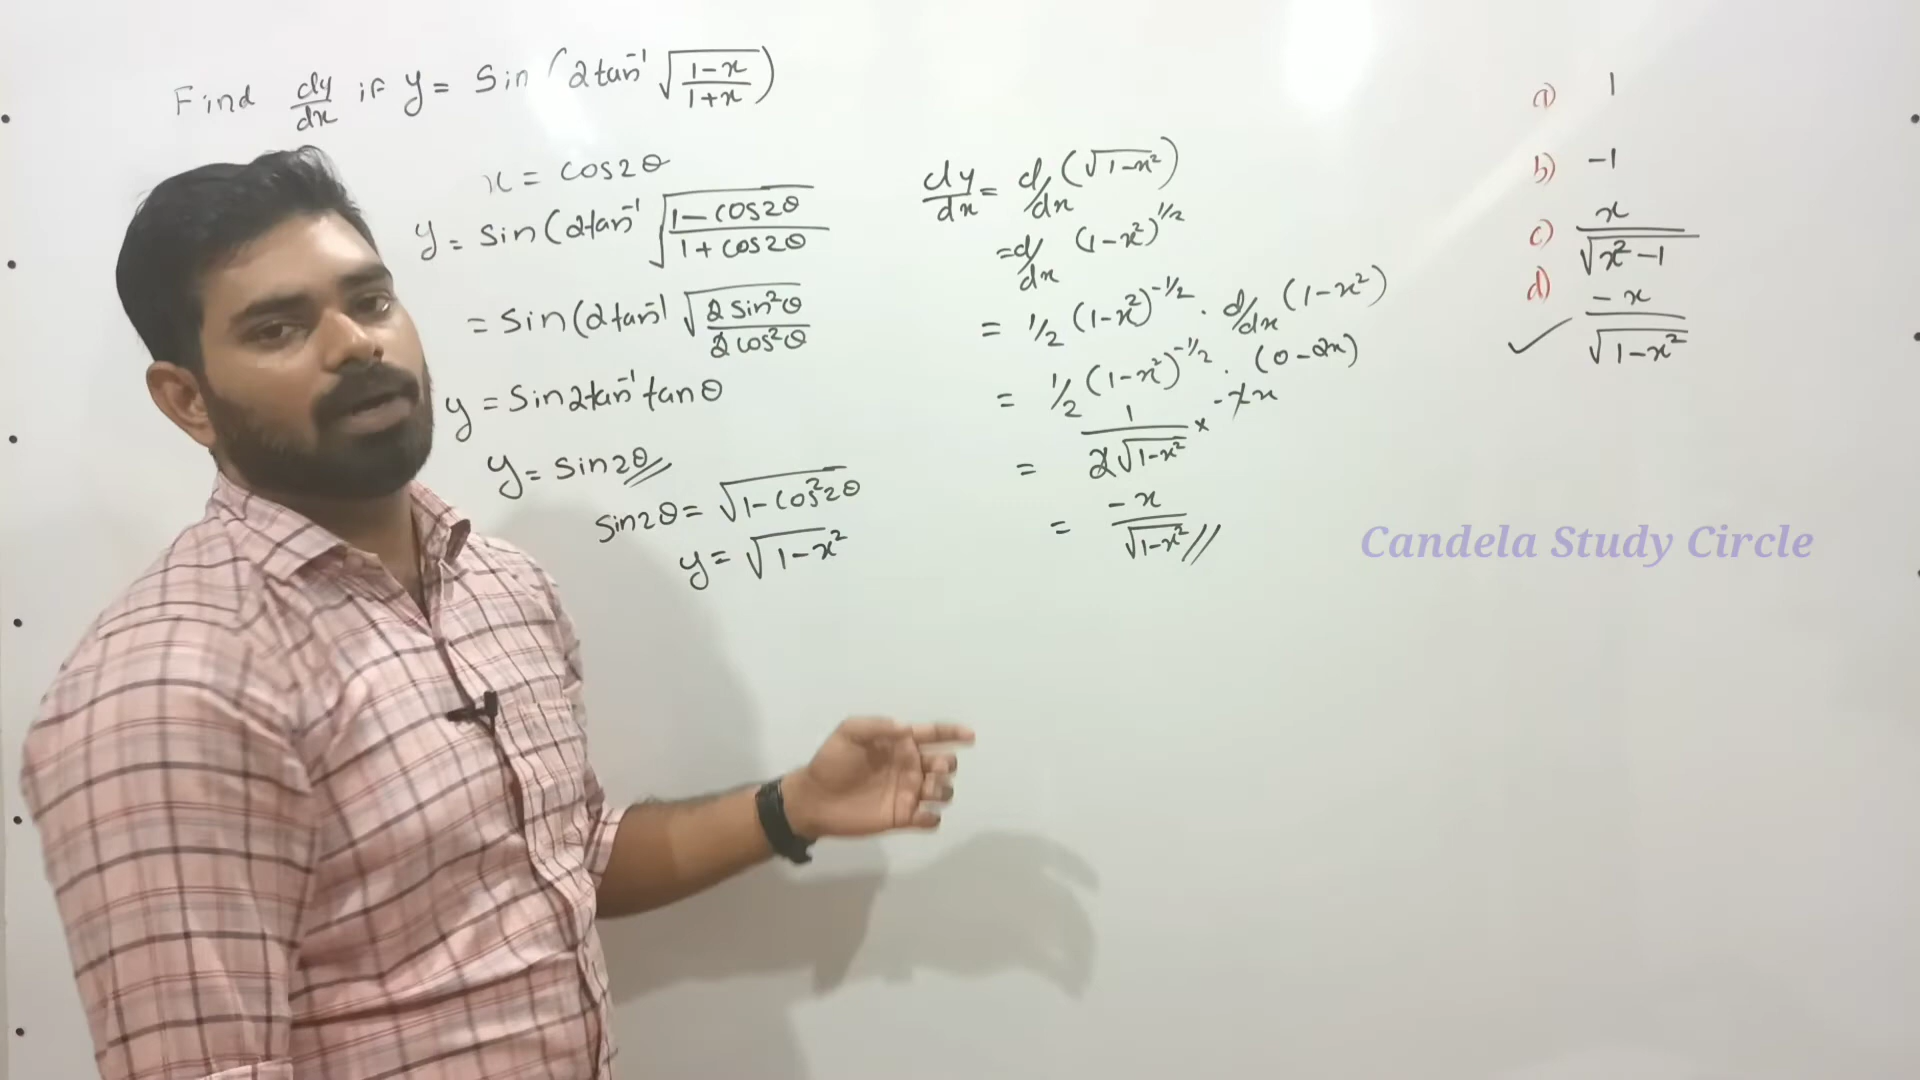 Find dy/dx if y = Sin (2tan⁻¹ √((1-x)/(1+x)))
x = cos2θ
y = sin(2tan⁻¹ √((1-cos2θ)/(1+cos2θ))
= sin(2tan⁻¹ √((2sin²θ)/(2cos²θ))
y = Sin2tan⁻¹tanθ
y = sin2θ
sin2θ = √(1-cos²2θ)
y = √(1-x²)
dy/dx = d/dx (√(1-x²))
= d/dx (1-x²)^1/2
= 1/2 (1-x²)^-1/2 . d/dx (1-x²)
= 1/2 (1-x²)^-1/2 . (0-2x)
= 1/(2√(1-x²)) × -2x
= -x/√(1-x²)
a) 1
b) -1
c) x/√(x²-1)
d) -x/√(1-x²)
Candela Study Circle